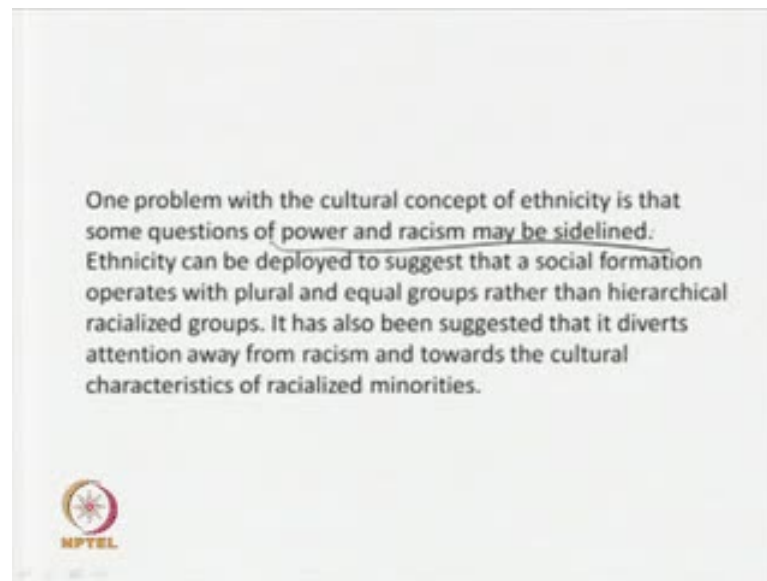 One problem with the cultural concept of ethnicity is that
some questions of power and racism may be sidelined.
Ethnicity can be deployed to suggest that a social formation
operates with plural and equal groups rather than hierarchical
racialized groups. It has also been suggested that it diverts
attention away from racism and towards the cultural
characteristics of racialized minorities.
NPTEL